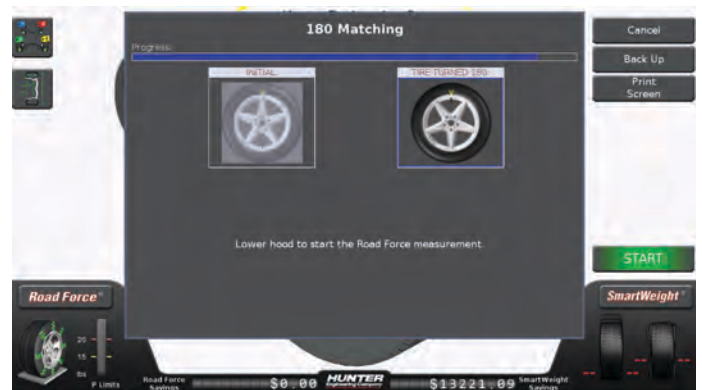 180 Matching
Progress:
INITIAL
TIRE TURNED 180
Lower hood to start the Road Force measurement.
Cancel
Back Up
Print
Screen
START
Road Force®
20
15
lbs
P Limits
SmartWeight®
Road Force
Savings
$0.00
HUNTER
Engineering Company
$13221.09
SmartWeight
Savings